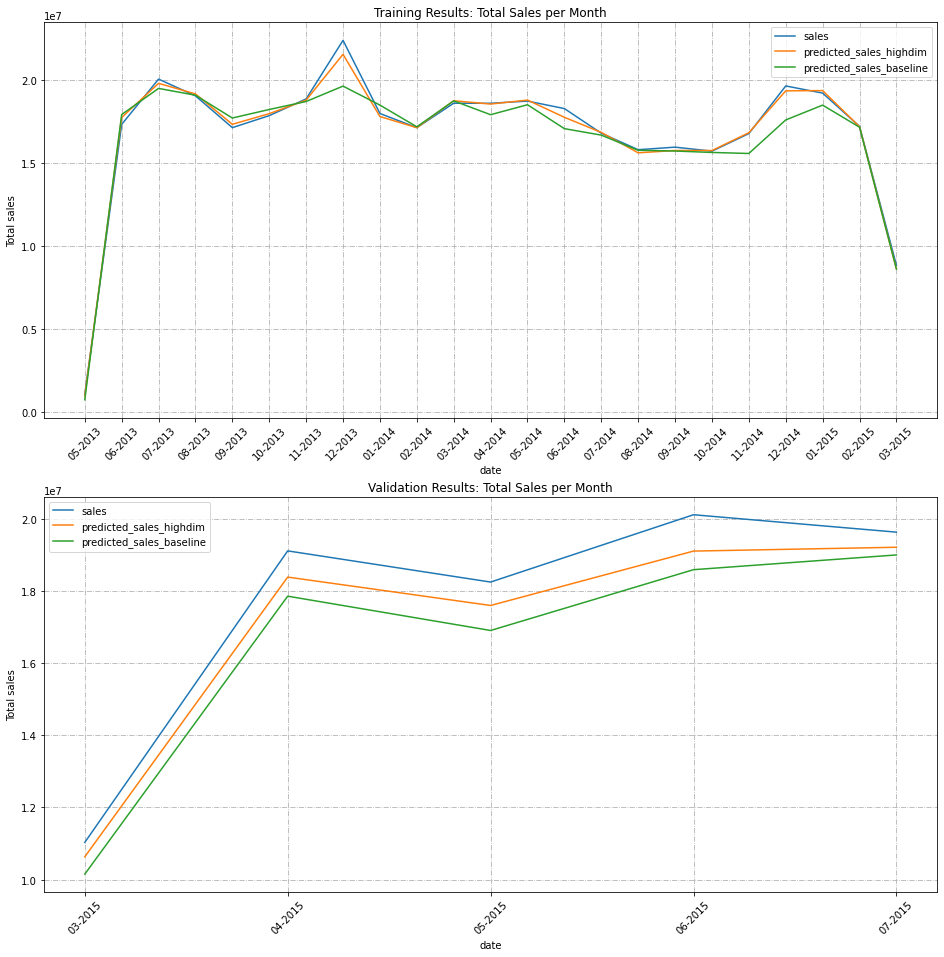 Training Results: Total Sales per Month
1e7
sales
predicted_sales_highdim
predicted_sales_baseline
2.0
1.5
1.0
0.5
0.0
Total sales
05-2013
06-2013
07-2013
08-2013
09-2013
10-2013
11-2013
12-2013
01-2014
02-2014
03-2014
04-2014
05-2014
06-2014
07-2014
08-2014
09-2014
10-2014
11-2014
12-2014
01-2015
02-2015
03-2015
date
Validation Results: Total Sales per Month
1e7
sales
predicted_sales_highdim
predicted_sales_baseline
2.0
1.8
1.6
1.4
1.2
1.0
Total sales
03-2015
04-2015
05-2015
06-2015
07-2015
date